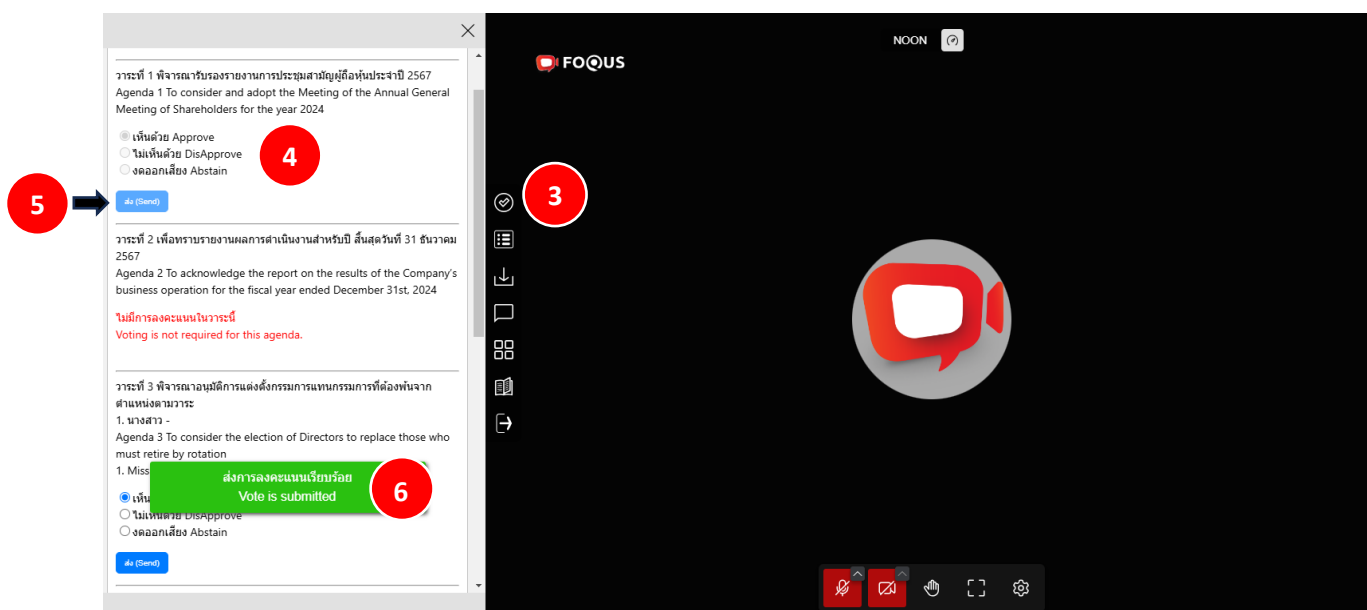 NOON
FOQUS
วาระที่ 1 พิจารณารับรองรายงานการประชุมสามัญผู้ถือหุ้นประจำปี 2567
Agenda 1 To consider and adopt the Meeting of the Annual General
Meeting of Shareholders for the year 2024
เห็นด้วย Approve
ไม่เห็นด้วย DisApprove
งดออกเสียง Abstain
4
3
5
ส่ง (Send)
วาระที่ 2 เพื่อทราบรายงานผลการดำเนินงานสำหรับปี สิ้นสุดวันที่ 31 ธันวาคม
2567
Agenda 2 To acknowledge the report on the results of the Company's
business operation for the fiscal year ended December 31st, 2024
ไม่มีการลงคะแนนในวาระนี้
Voting is not required for this agenda.
วาระที่ 3 พิจารณาอนุมัติการแต่งตั้งกรรมการแทนกรรมการที่ต้องพ้นจาก
ตำแหน่งตามวาระ
1. นางสาว -
Agenda 3 To consider the election of Directors to replace those who
must retire by rotation
1. Miss
ส่งการลงคะแนนเรียบร้อย
Vote is submitted
6
ไม่เห็นด้วย DisApprove
งดออกเสียง Abstain
ส่ง (Send)